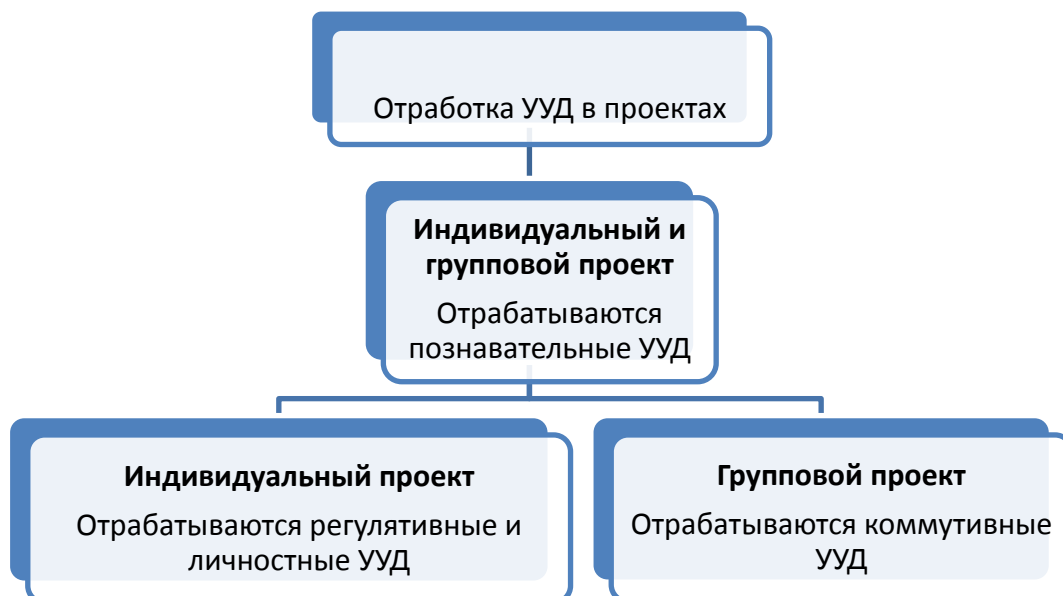 Отработка УУД в проектах
Индивидуальный и
групповой проект
Отрабатываются
познавательные УУД
Индивидуальный проект
Отрабатываются регулятивные и
личностные УУД
Групповой проект
Отрабатываются коммутивные
УУД